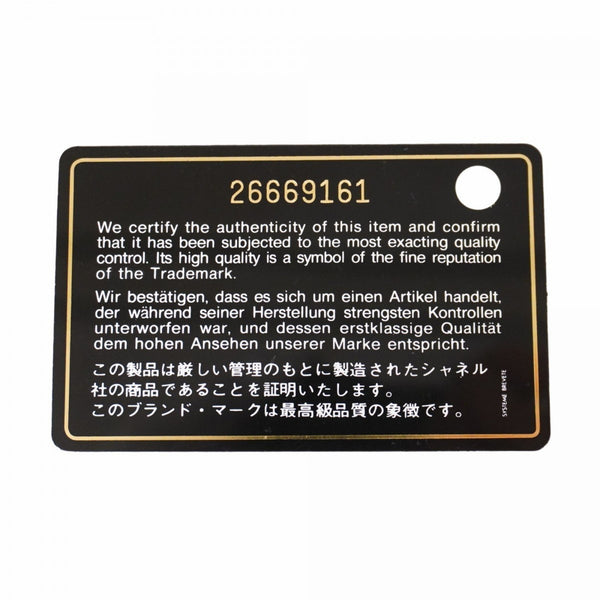 26669161
We certify the authenticity of this item and confirm
that it has been subjected to the most exacting quality
control. Its high quality is a symbol of the fine reputation
of the Trademark.
Wir bestätigen, dass es sich um einen Artikel handelt,
der während seiner Herstellung strengsten Kontrollen
unterworfen war, und dessen erstklassige Qualität
dem hohen Ansehen unserer Marke entspricht.
この製品は厳しい管理のもとに製造されたシャネル
社の商品であることを証明いたします。
このブランド・マークは最高級品質の象徴です。
SYSTEME BREVETE